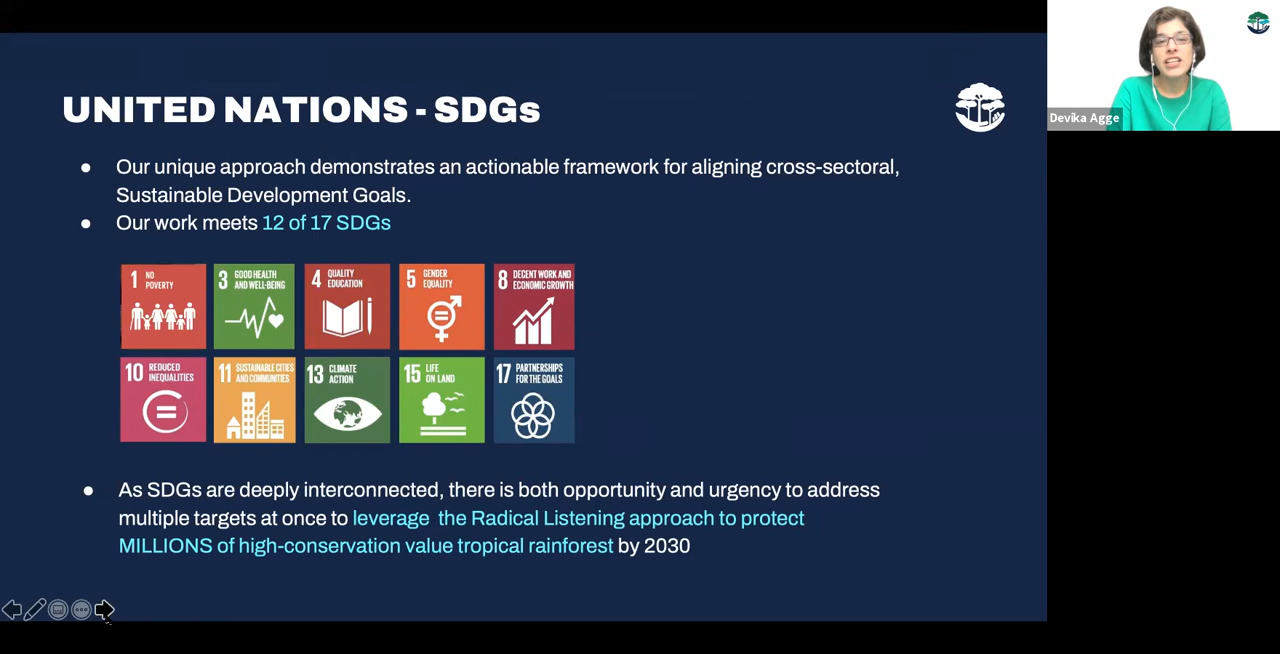 UNITED NATIONS - SDGs
Our unique approach demonstrates an actionable framework for aligning cross-sectoral,
Sustainable Development Goals.
Our work meets 12 of 17 SDGs
1 NO
POVERTY
3 GOOD HEALTH
AND WELL-BEING
4 QUALITY
EDUCATION
5 GENDER
EQUALITY
8 DECENT WORK AND
ECONOMIC GROWTH
10 REDUCED
INEQUALITIES
11 SUSTAINABLE CITIES
AND COMMUNITIES
13 CLIMATE
ACTION
15 LIFE
ON LAND
17 PARTNERSHIPS
FOR THE GOALS
As SDGs are deeply interconnected, there is both opportunity and urgency to address
multiple targets at once to leverage the Radical Listening approach to protect
MILLIONS of high-conservation value tropical rainforest by 2030
Devika Agge